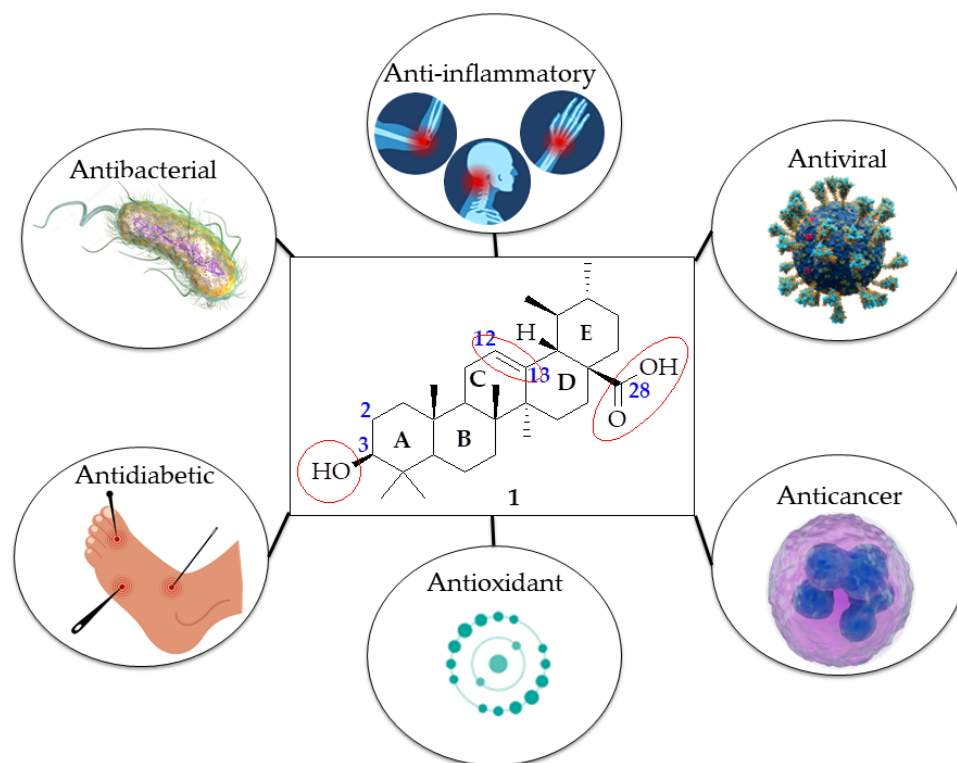 Anti-inflammatory
Antibacterial
Antiviral
12
H
E
C
13
D
OH
28
O
2
3
A
B
HO
1
Antidiabetic
Anticancer
Antioxidant